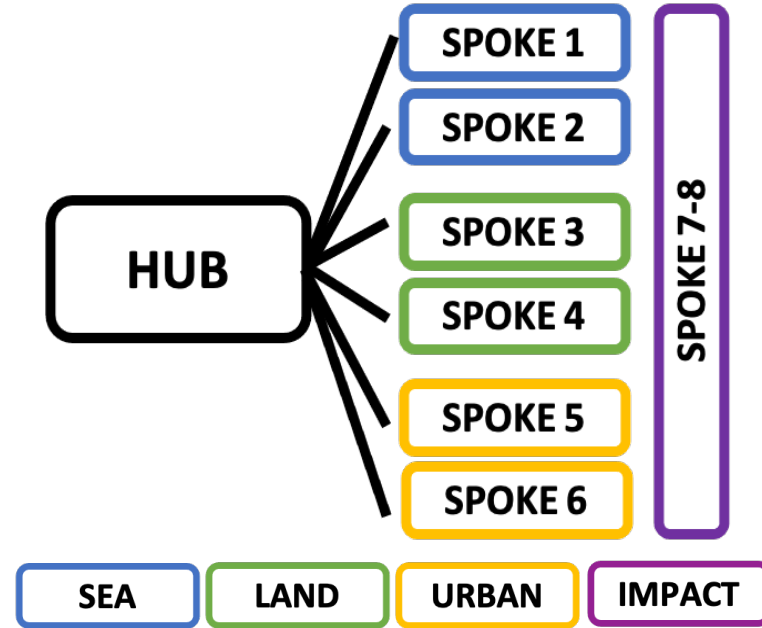 SPOKE 1
SPOKE 2
HUB
SPOKE 3
SPOKE 4
SPOKE 5
SPOKE 6
SPOKE 7-8
SEA
LAND
URBAN
IMPACT